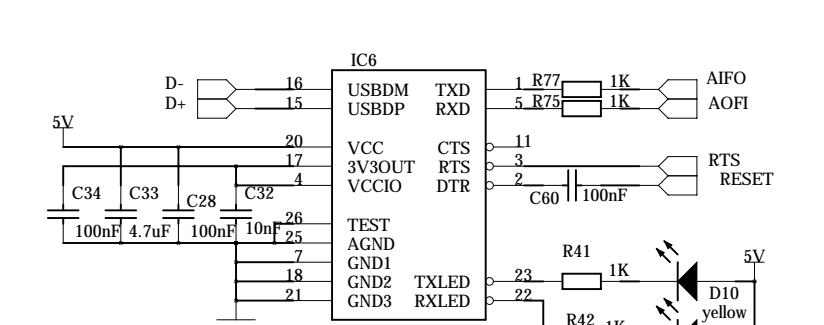 IC6
D- 16 USBDM TXD 1 R77 1K AIFO
D+ 15 USBDP RXD 5 R75 1K AOFI
5V
20 VCC CTS 11
17 3V3OUT RTS 3 RTS
4 VCCIO DTR 2 C60 100nF RESET
C34 C33 C28 C32
100nF 4.7uF 100nF 10nF
26 TEST
25 AGND
7 GND1
18 GND2 TXLED 23 R41 1K 5V
21 GND3 RXLED 22 D10
yellow
R42 1K